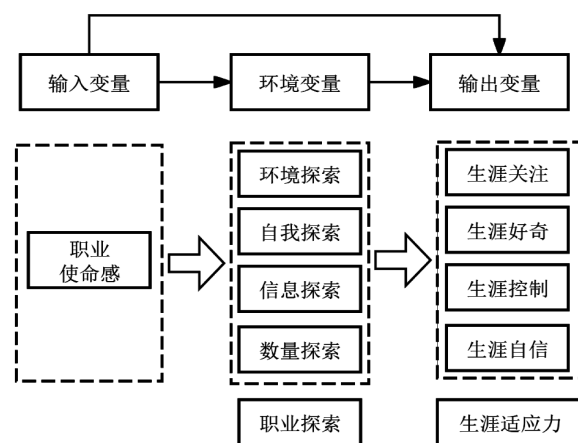 输入变量
环境变量
输出变量
职业
使命感
环境探索
自我探索
信息探索
数量探索
职业探索
生涯关注
生涯好奇
生涯控制
生涯自信
生涯适应力